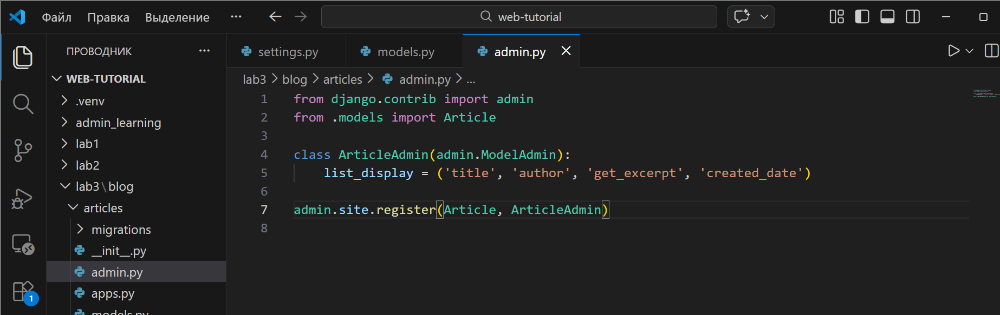 Файл Правка Выделение ··· web-tutorial
ПРОВОДНИК ···
WEB-TUTORIAL
.venv
admin_learning
lab1
lab2
lab3\blog
articles
migrations
__init__.py
admin.py
apps.py
models.py
1
settings.py models.py admin.py
lab3 > blog > articles > admin.py > ...
1 from django.contrib import admin
2 from .models import Article
3
4 class ArticleAdmin(admin.ModelAdmin):
5 list_display = ('title', 'author', 'get_excerpt', 'created_date')
6
7 admin.site.register(Article, ArticleAdmin)
8